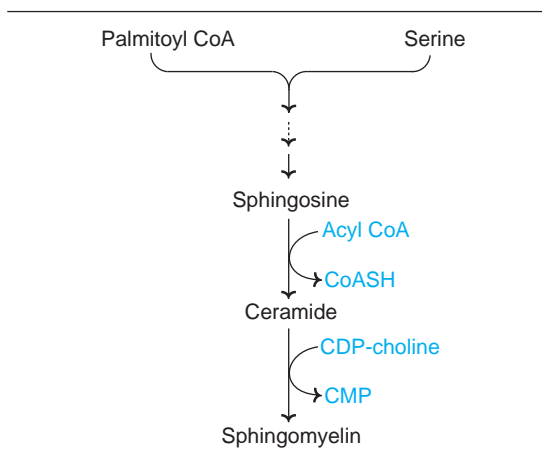 Palmitoyl CoA Serine
Sphingosine
Acyl CoA
CoASH
Ceramide
CDP-choline
CMP
Sphingomyelin